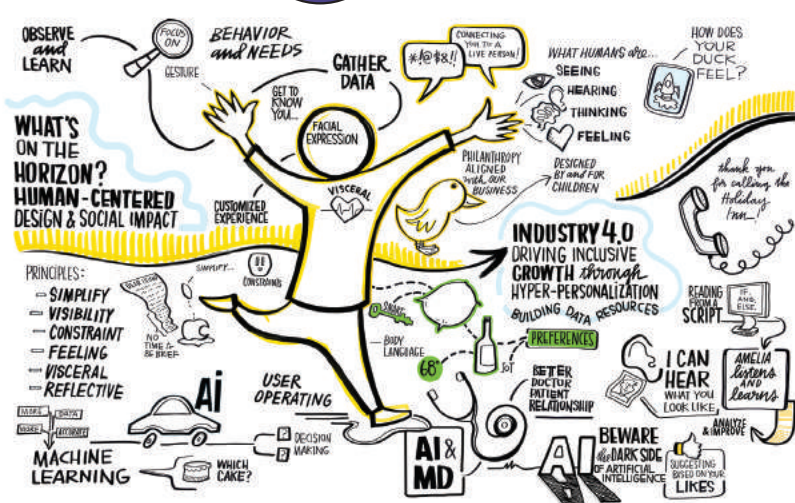 OBSERVE
and
LEARN
FOCUS
ON
GESTURE
BEHAVIOR
and NEEDS
GATHER
DATA
GET TO
KNOW
YOU...
FACIAL
EXPRESSION
*!@$&!!
CONNECTING
YOU TO A
LIVE PERSON!
WHAT HUMANS are...
SEEING
HEARING
THINKING
FEELING
HOW DOES
YOUR
DUCK
FEEL?
WHAT'S
ON THE
HORIZON?
HUMAN-CENTERED
DESIGN & SOCIAL IMPACT
CUSTOMIZED
EXPERIENCE
VISCERAL
PHILANTHROPY
ALIGNED
with OUR
BUSINESS
DESIGNED
BY and FOR
CHILDREN
thank you
for calling the
Holiday
Inn
INDUSTRY 4.0
DRIVING INCLUSIVE
GROWTH through
HYPER-PERSONALIZATION
BUILDING DATA RESOURCES
PRINCIPLES:
- SIMPLIFY
- VISIBILITY
- CONSTRAINT
- FEELING
- VISCERAL
- REFLECTIVE
SIMPLIFY...
NO
TIME to
BE BRIEF
CONSTRAINTS
SMART
BODY
LANGUAGE
68°
IoT
PREFERENCES
READING
FROM A
SCRIPT
IF,
AND,
ELSE
I CAN
HEAR
WHAT YOU
LOOK LIKE
AMELIA
listens
AND
learns
ANALYZE
& IMPROVE
MORE DATA
MORE ACCURATE
MACHINE
LEARNING
Ai
WHICH
CAKE?
USER
OPERATING
DECISION
MAKING
AI &
MD
BETTER
DOCTOR
PATIENT
RELATIONSHIP
AI
BEWARE
the DARK SIDE
OF ARTIFICIAL
INTELLIGENCE
SUGGESTING
BASED ON YOUR
LIKES